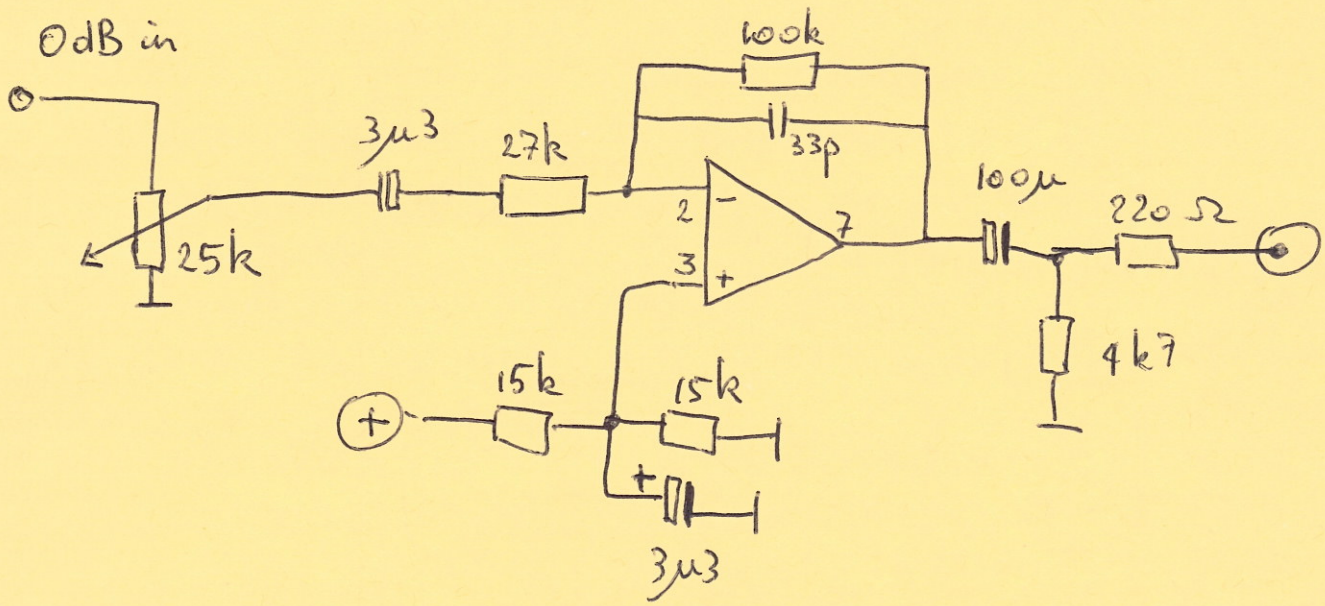 0dB in
100k
3µ3
27k
33p
100µ
220 Ω
2
-
7
25k
3
+
4k7
15k
15k
+
+
3µ3